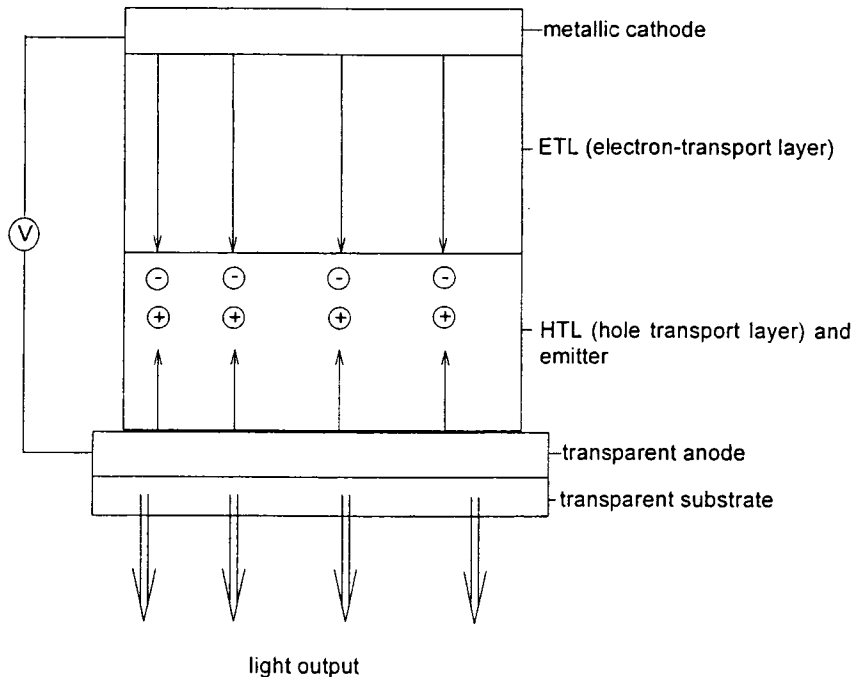 metallic cathode
ETL (electron-transport layer)
V
- - - -
+ + + +
HTL (hole transport layer) and
emitter
transparent anode
transparent substrate
light output